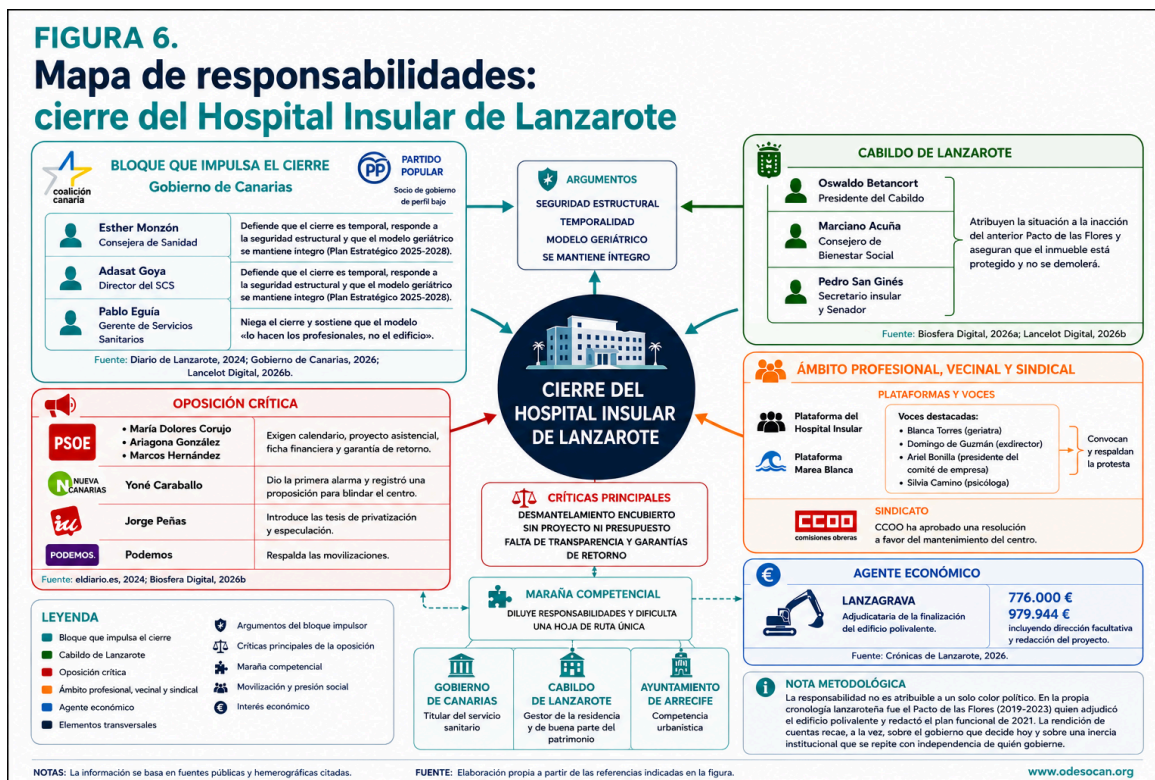 FIGURA 6.
Mapa de responsabilidades:
cierre del Hospital Insular de Lanzarote
coalición
canaria
BLOQUE QUE IMPULSA EL CIERRE
Gobierno de Canarias
PP
PARTIDO
POPULAR
Socio de gobierno
de perfil bajo
Esther Monzón
Consejera de Sanidad
Defiende que el cierre es temporal, responde a
la seguridad estructural y que el modelo geriátrico
se mantiene íntegro (Plan Estratégico 2025-2028).
Adasat Goya
Director del SCS
Defiende que el cierre es temporal, responde a
la seguridad estructural y que el modelo geriátrico
se mantiene íntegro (Plan Estratégico 2025-2028).
Pablo Eguía
Gerente de Servicios
Sanitarios
Niega el cierre y sostiene que el modelo
«lo hacen los profesionales, no el edificio».
Fuente: Diario de Lanzarote, 2024; Gobierno de Canarias, 2026;
Lancelot Digital, 2026b.
ARGUMENTOS
SEGURIDAD ESTRUCTURAL
TEMPORALIDAD
MODELO GERIÁTRICO
SE MANTIENE ÍNTEGRO
CABILDO DE LANZAROTE
Oswaldo Betancort
Presidente del Cabildo
Marciano Acuña
Consejero de
Bienestar Social
Pedro San Ginés
Secretario insular
y Senador
Atribuyen la situación a la inacción
del anterior Pacto de las Flores y
aseguran que el inmueble está
protegido y no se demolerá.
Fuente: Biosfera Digital, 2026a; Lancelot Digital, 2026b
CIERRE DEL
HOSPITAL INSULAR
DE LANZAROTE
OPOSICIÓN CRÍTICA
PSOE
• María Dolores Corujo
• Ariagona González
• Marcos Hernández
Exigen calendario, proyecto asistencial,
ficha financiera y garantía de retorno.
N NUEVA
CANARIAS
Yoné Caraballo
Dio la primera alarma y registró una
proposición para blindar el centro.
iu
Jorge Peñas
Introduce las tesis de privatización
y especulación.
PODEMOS.
Podemos
Respalda las movilizaciones.
Fuente: eldiario.es, 2024; Biosfera Digital, 2026b
ÁMBITO PROFESIONAL, VECINAL Y SINDICAL
PLATAFORMAS Y VOCES
Plataforma del
Hospital Insular
Plataforma
Marea Blanca
Voces destacadas:
• Blanca Torres (geriatra)
• Domingo de Guzmán (exdirector)
• Ariel Bonilla (presidente del
comité de empresa)
• Silvia Camino (psicóloga)
Convocan
y respaldan
la protesta
CCOO
comisiones obreras
SINDICATO
CCOO ha aprobado una resolución
a favor del mantenimiento del centro.
CRÍTICAS PRINCIPALES
DESMANTELAMIENTO ENCUBIERTO
SIN PROYECTO NI PRESUPUESTO
FALTA DE TRANSPARENCIA Y GARANTÍAS
DE RETORNO
MARAÑA COMPETENCIAL
DILUYE RESPONSABILIDADES Y DIFICULTA
UNA HOJA DE RUTA ÚNICA
GOBIERNO
DE CANARIAS
Titular del servicio
sanitario
CABILDO
DE LANZAROTE
Gestor de la residencia
y de buena parte del
patrimonio
AYUNTAMIENTO
DE ARRECIFE
Competencia
urbanística
€
AGENTE ECONÓMICO
LANZAGRAVA
Adjudicataria de la finalización
del edificio polivalente.
776.000 €
979.944 €
incluyendo dirección facultativa
y redacción del proyecto.
Fuente: Crónicas de Lanzarote, 2026.
LEYENDA
Bloque que impulsa el cierre
Cabildo de Lanzarote
Oposición crítica
Ámbito profesional, vecinal y sindical
Agente económico
Elementos transversales
Argumentos del bloque impulsor
Críticas principales de la oposición
Maraña competencial
Movilización y presión social
€ Interés económico
i
NOTA METODOLÓGICA
La responsabilidad no es atribuible a un solo color político. En la propia
cronología lanzaroteña fue el Pacto de las Flores (2019-2023) quien adjudicó
el edificio polivalente y redactó el plan funcional de 2021. La rendición de
cuentas recae, a la vez, sobre el gobierno que decide hoy y sobre una inercia
institucional que se repite con independencia de quién gobierne.
NOTAS: La información se basa en fuentes públicas y hemerográficas citadas.
FUENTE: Elaboración propia a partir de las referencias indicadas en la figura.
www.odesocan.org